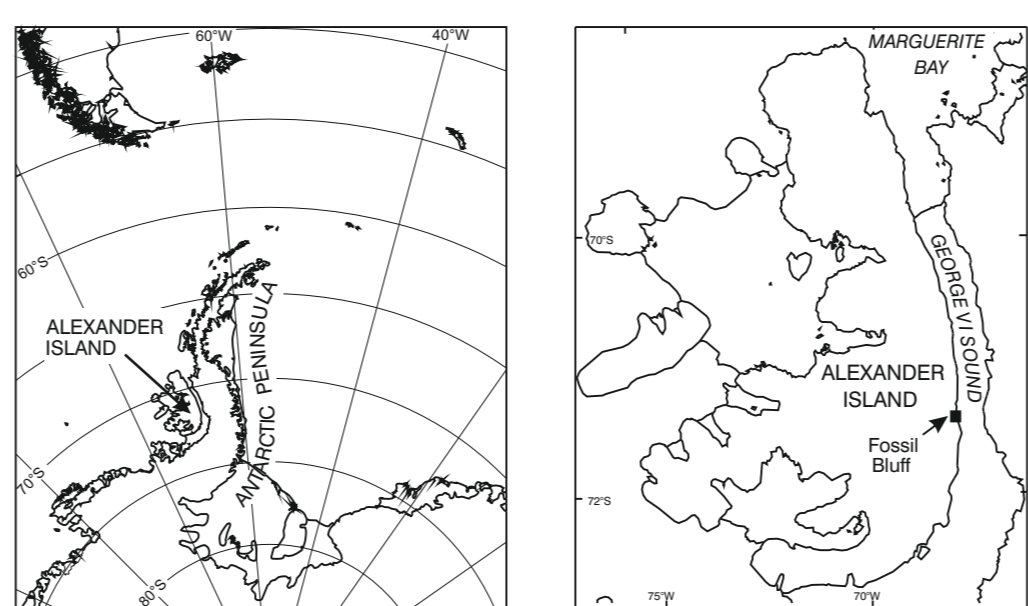 60°W
40°W
60°S
ALEXANDER
ISLAND
ANTARCTIC PENINSULA
70°S
80°S
MARGUERITE
BAY
70°S
GEORGE VI SOUND
ALEXANDER
ISLAND
Fossil
Bluff
72°S
75°W
70°W